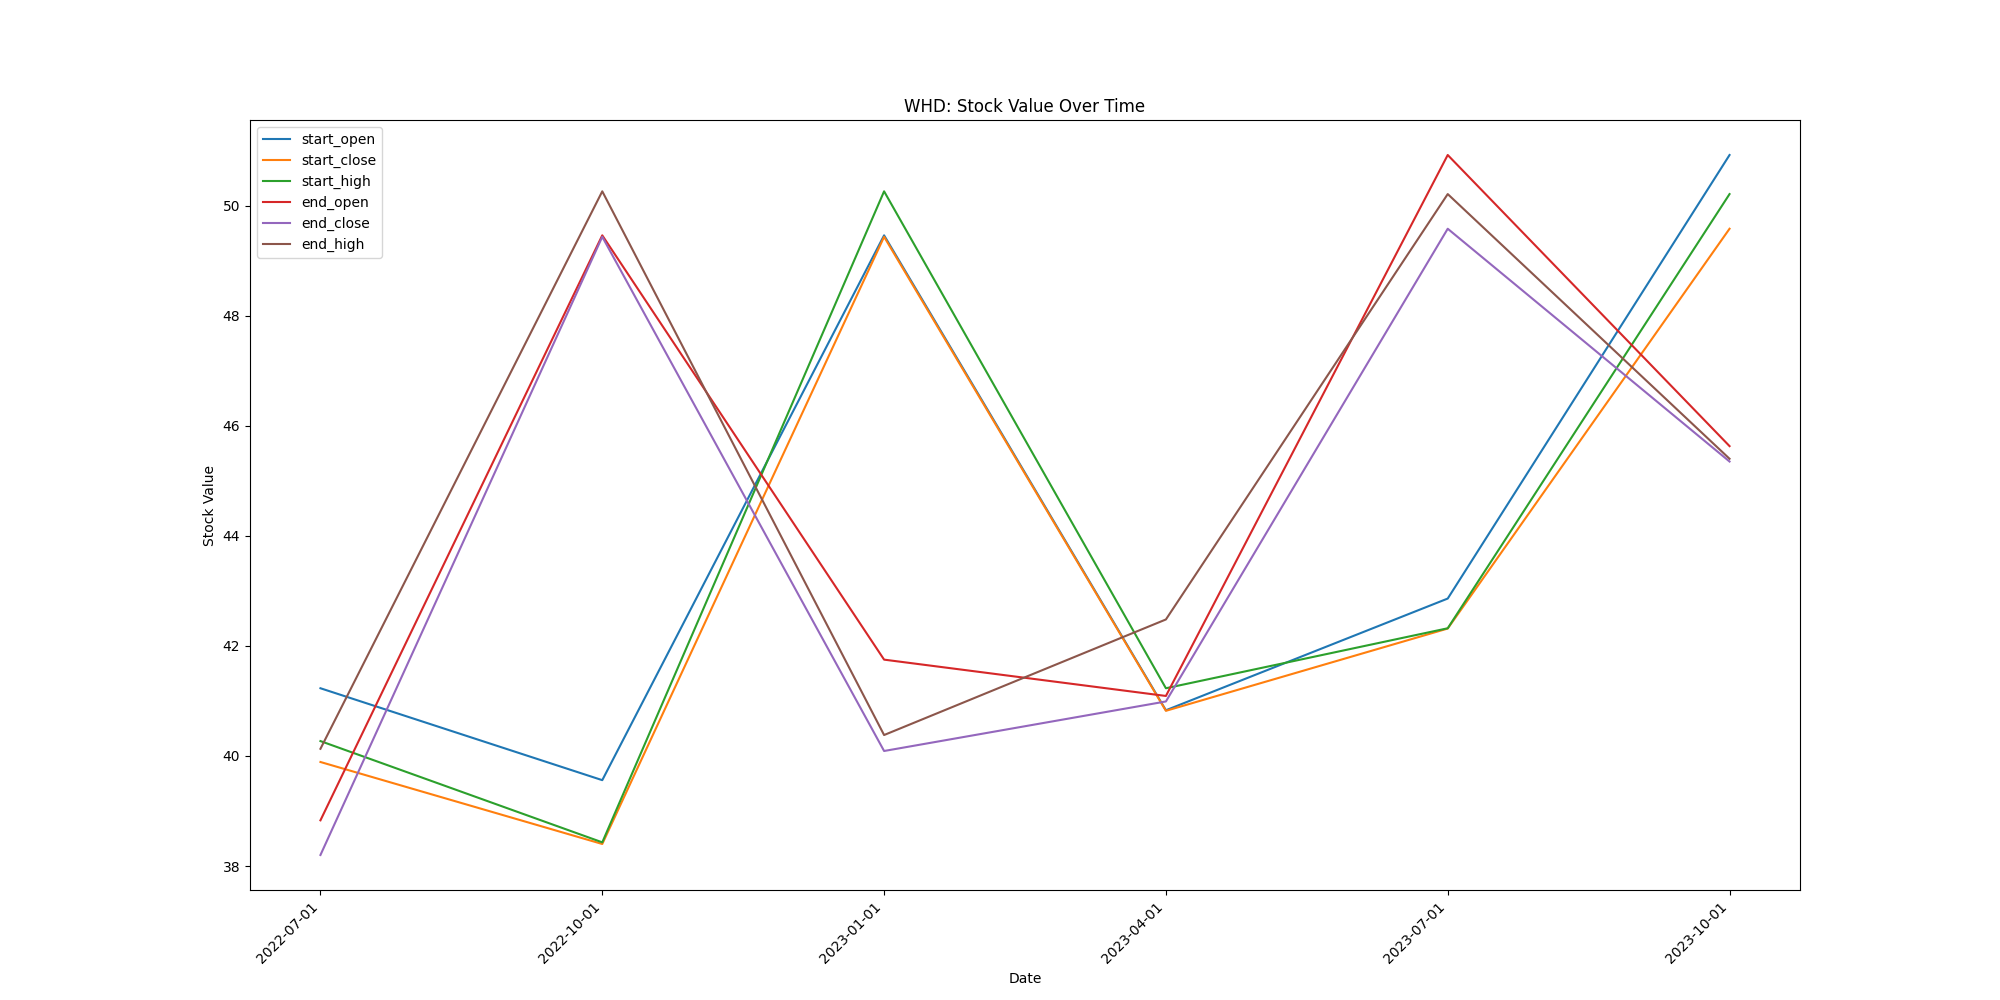 WHD: Stock Value Over Time
start_open
start_close
start_high
end_open
end_close
end_high
Stock Value
50
48
46
44
42
40
38
2022-07-01
2022-10-01
2023-01-01
2023-04-01
2023-07-01
2023-10-01
Date